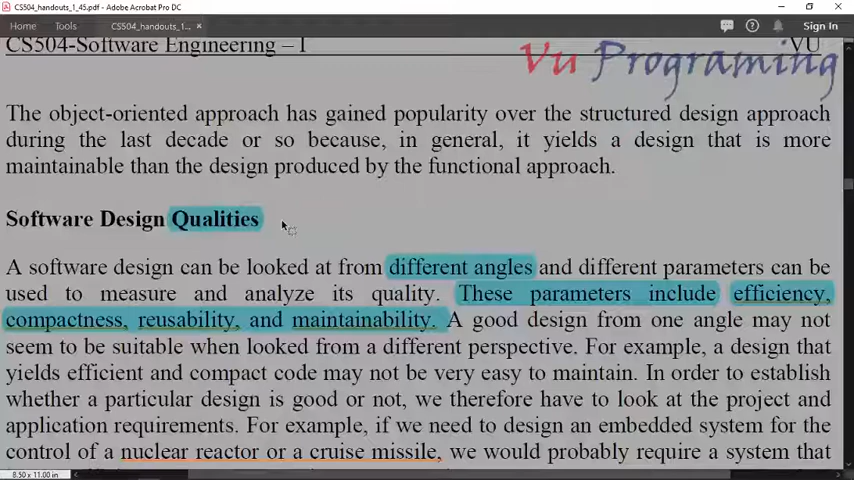 CS504_handouts_1_45.pdf - Adobe Acrobat Pro DC
Home Tools CS504_handouts_1... × Sign In
CS504-Software Engineering – I VU
Vu Programing
The object-oriented approach has gained popularity over the structured design approach
during the last decade or so because, in general, it yields a design that is more
maintainable than the design produced by the functional approach.
Software Design Qualities
A software design can be looked at from different angles and different parameters can be
used to measure and analyze its quality. These parameters include efficiency,
compactness, reusability, and maintainability. A good design from one angle may not
seem to be suitable when looked from a different perspective. For example, a design that
yields efficient and compact code may not be very easy to maintain. In order to establish
whether a particular design is good or not, we therefore have to look at the project and
application requirements. For example, if we need to design an embedded system for the
control of a nuclear reactor or a cruise missile, we would probably require a system that
8.50 x 11.00 in